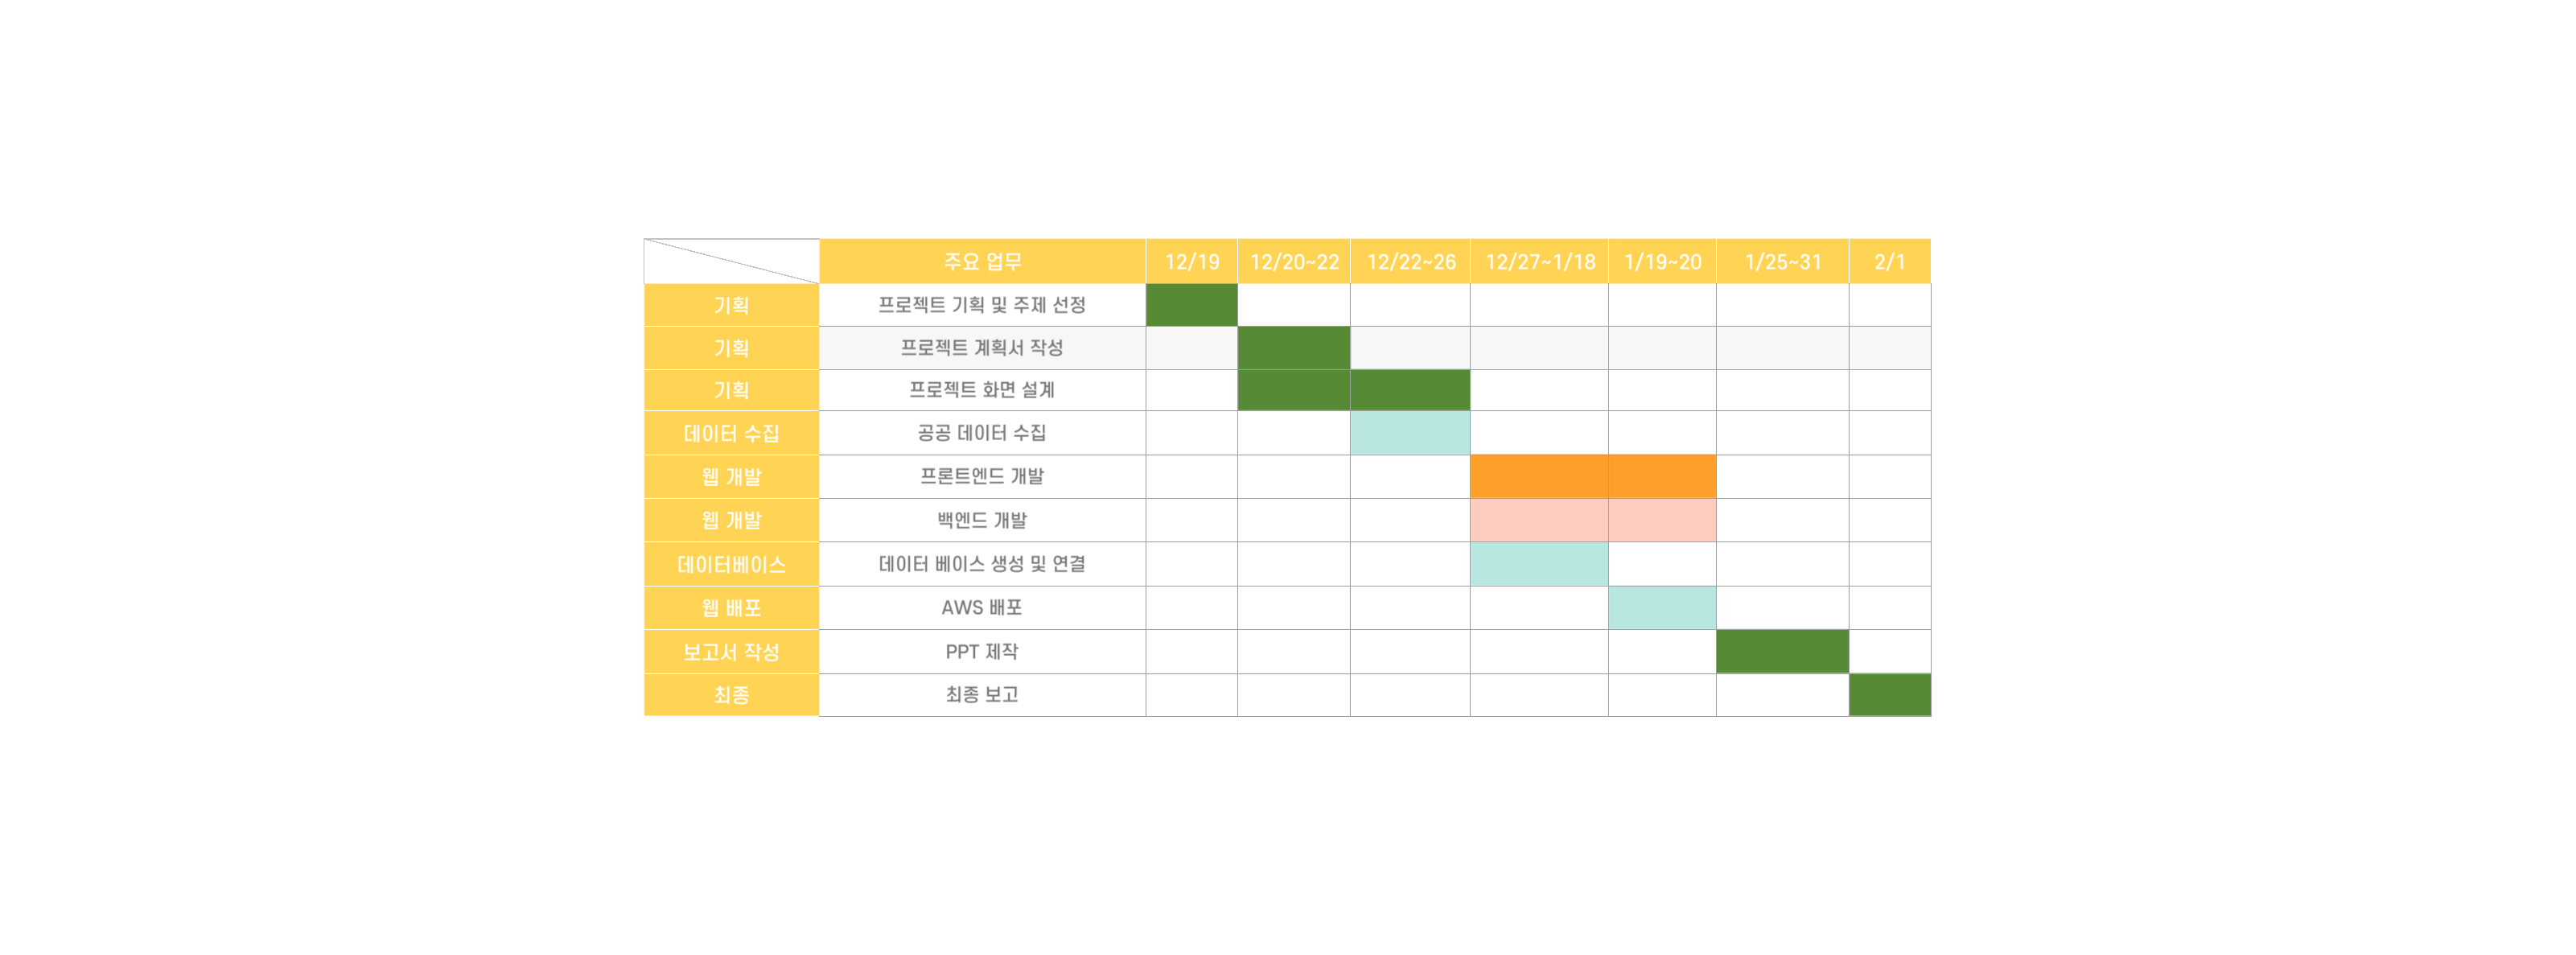 주요 업무 12/19 12/20~22 12/22~26 12/27~1/18 1/19~20 1/25~31 2/1
기획 프로젝트 기획 및 주제 선정
기획 프로젝트 계획서 작성
기획 프로젝트 화면 설계
데이터 수집 공공 데이터 수집
웹 개발 프론트엔드 개발
웹 개발 백엔드 개발
데이터베이스 데이터 베이스 생성 및 연결
웹 배포 AWS 배포
보고서 작성 PPT 제작
최종 최종 보고